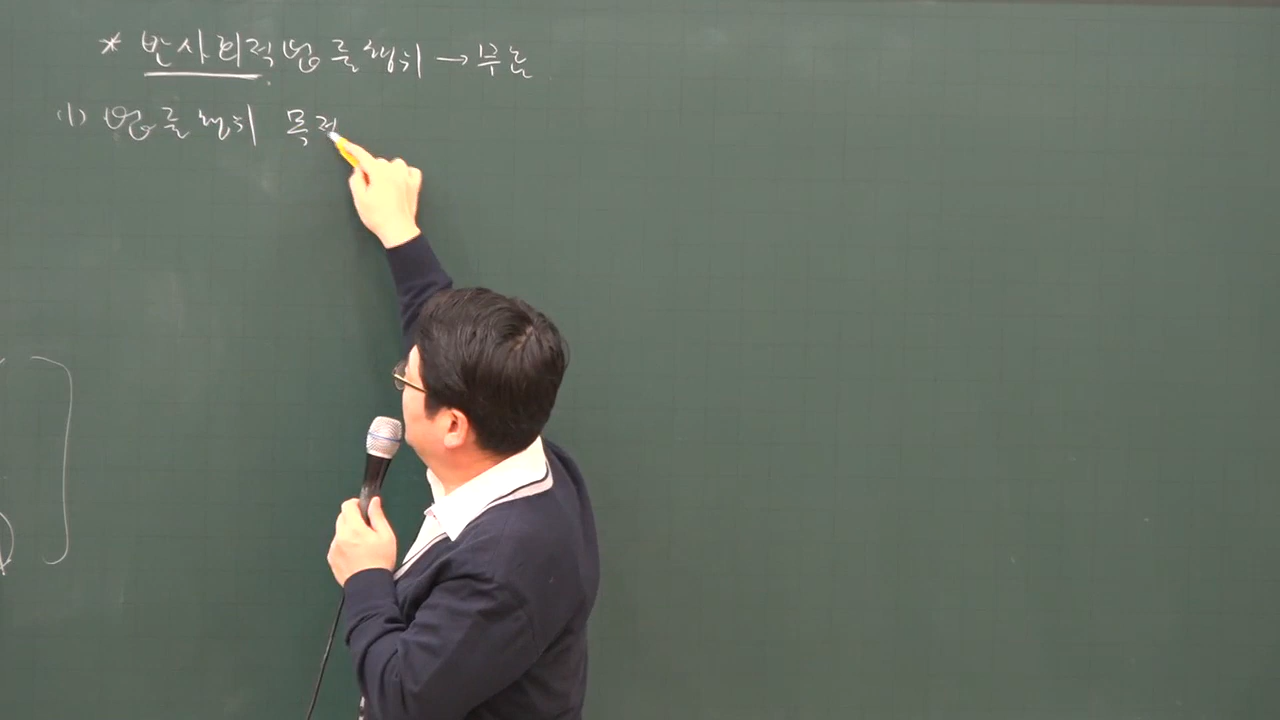 * 반사회적 법률행위 → 무효
(1) 법률행위 목적